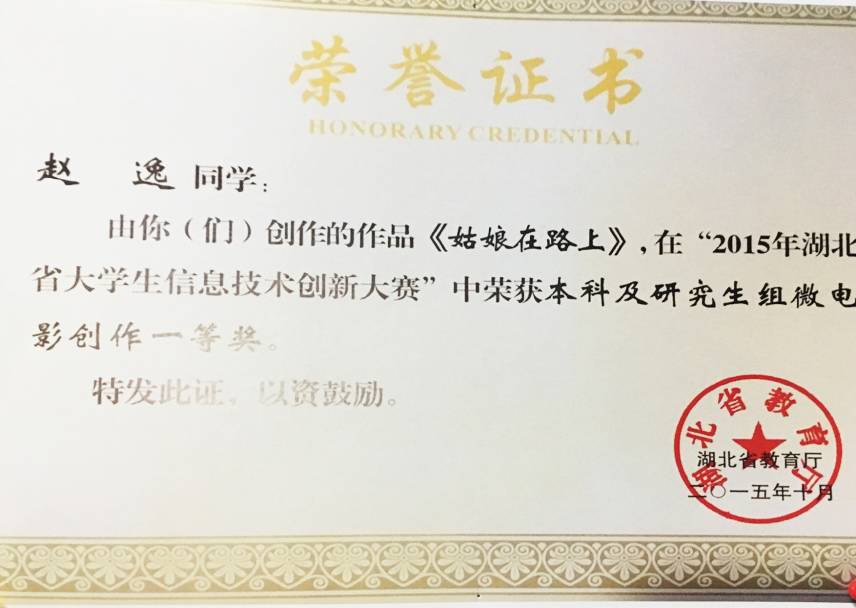 荣誉证书
HONORARY CREDENTIAL
赵 逸 同学：
由你（们）创作的作品《姑娘在路上》，在“2015年湖北
省大学生信息技术创新大赛”中荣获本科及研究生组微电
影创作一等奖。
特发此证，以资鼓励。
湖北省教育厅
湖北省教育厅
二〇一五年十月